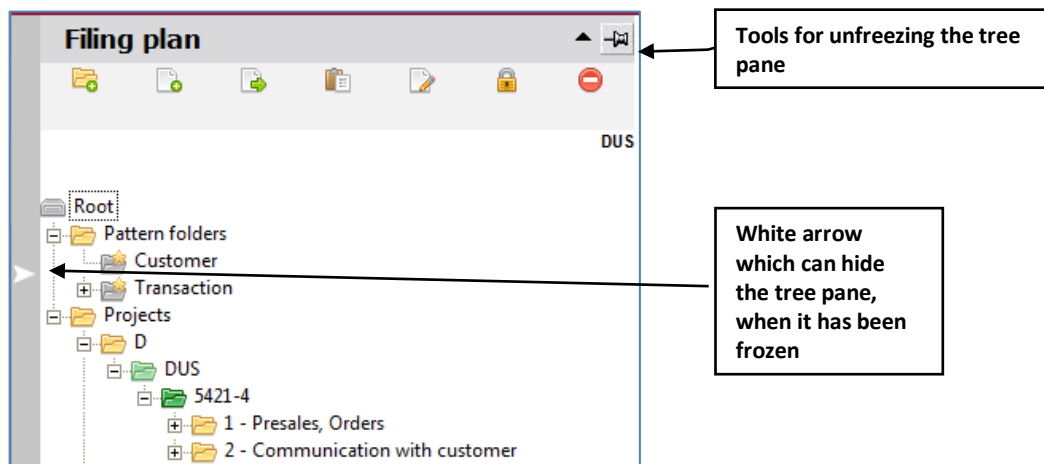 Filing plan
Tools for unfreezing the tree
pane
DUS
Root
Pattern folders
Customer
Transaction
Projects
D
DUS
5421-4
1 - Presales, Orders
2 - Communication with customer
White arrow
which can hide
the tree pane,
when it has been
frozen